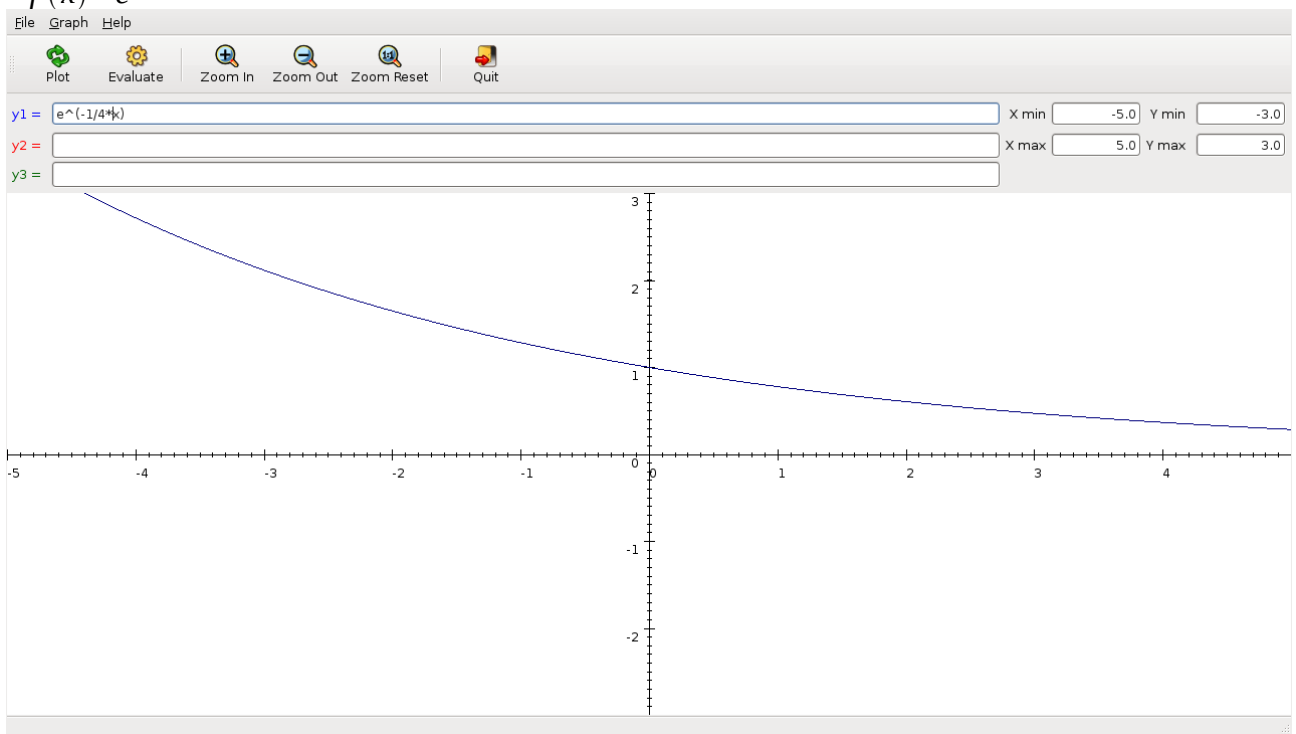 File Graph Help
Plot Evaluate Zoom In Zoom Out Zoom Reset Quit
y1 = e^(-1/4*x) X min -5.0 Y min -3.0
y2 = X max 5.0 Y max 3.0
y3 =
3
2
1
0
-5 -4 -3 -2 -1 0 1 2 3 4
-1
-2